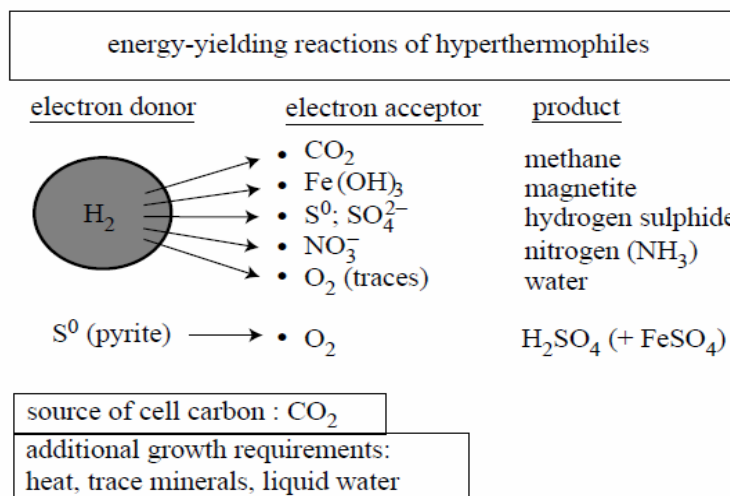 energy-yielding reactions of hyperthermophiles
electron donor electron acceptor product
• CO₂ methane
• Fe(OH)₃ magnetite
H₂ • S⁰; SO₄²⁻ hydrogen sulphide
• NO₃⁻ nitrogen (NH₃)
• O₂ (traces) water
S⁰ (pyrite) • O₂ H₂SO₄ (+ FeSO₄)
source of cell carbon : CO₂
additional growth requirements:
heat, trace minerals, liquid water